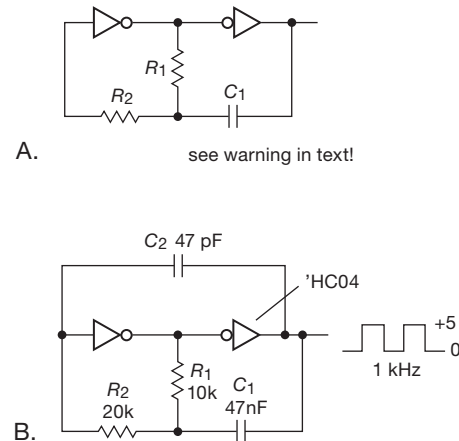 R1
R2
C1
A.
see warning in text!
C2 47 pF
'HC04
+5
0
1 kHz
R1
10k
C1
47nF
R2
20k
B.